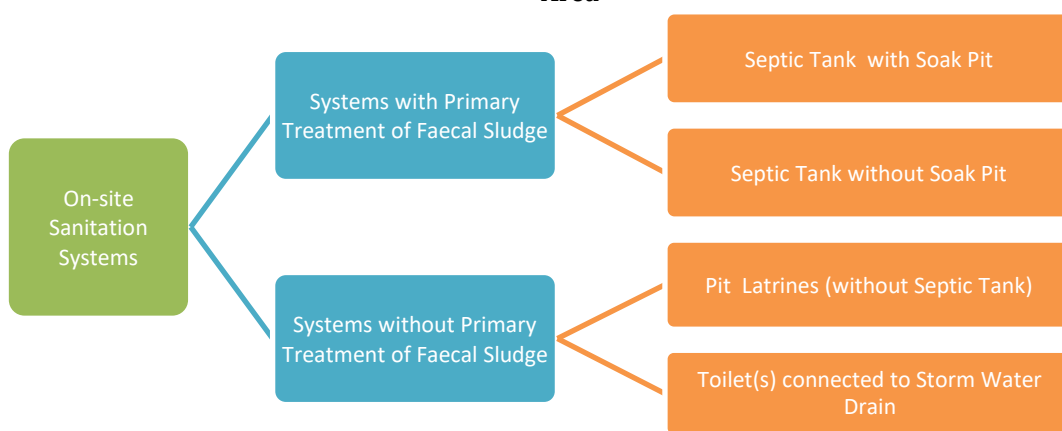 Area
On-site
Sanitation
Systems
Systems with Primary
Treatment of Faecal Sludge
Systems without Primary
Treatment of Faecal Sludge
Septic Tank with Soak Pit
Septic Tank without Soak Pit
Pit Latrines (without Septic Tank)
Toilet(s) connected to Storm Water
Drain